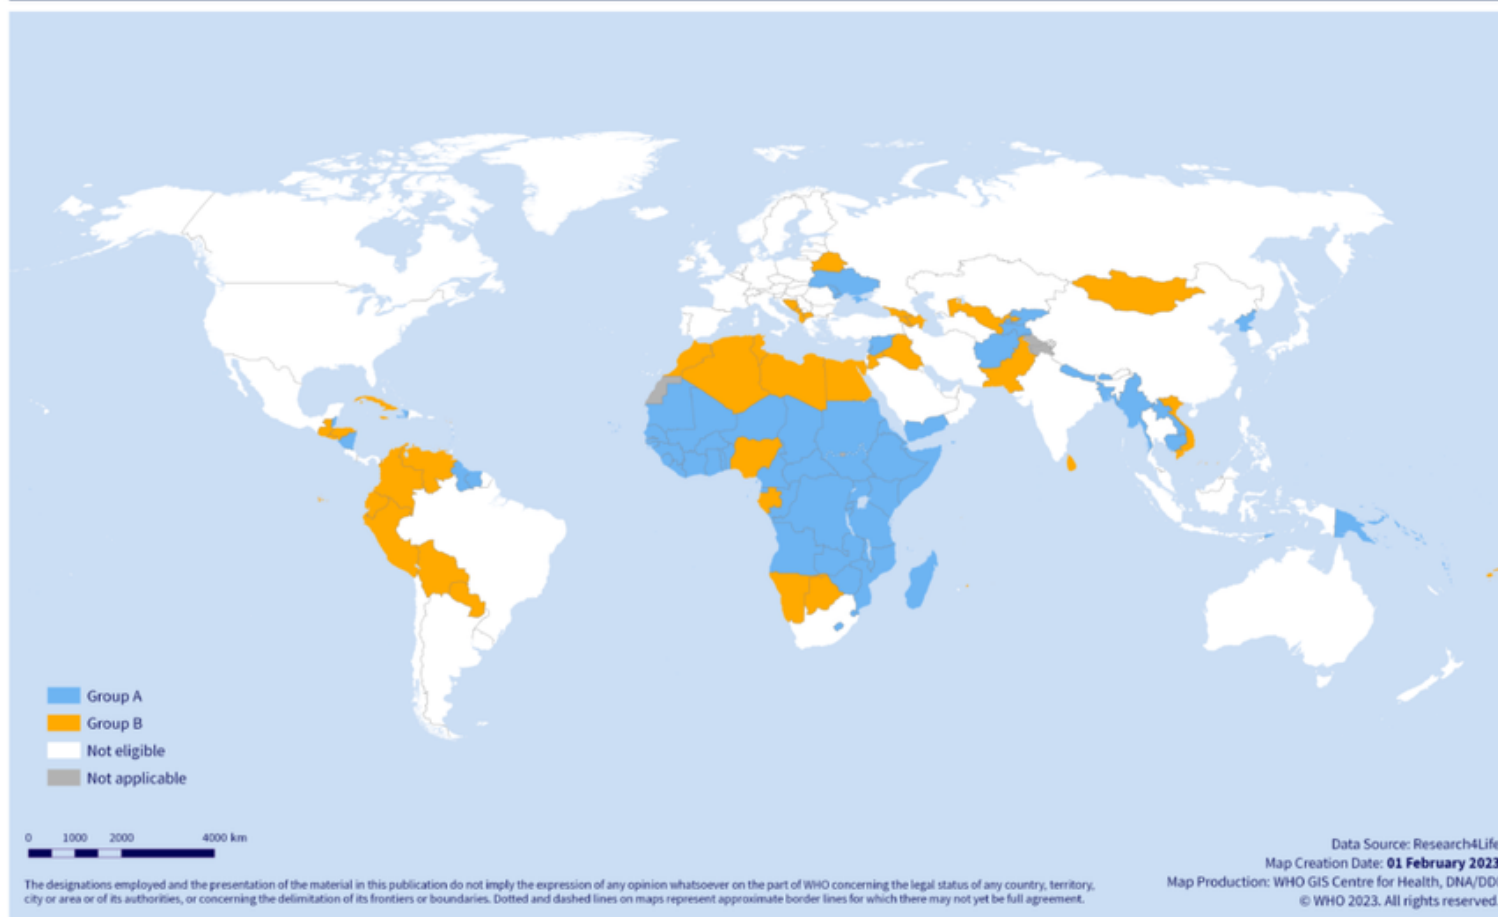 Group A
Group B
Not eligible
Not applicable
0 1000 2000 4000 km
Data Source: Research4Life
Map Creation Date: 01 February 2023
Map Production: WHO GIS Centre for Health, DNA/DDI
© WHO 2023. All rights reserved.
The designations employed and the presentation of the material in this publication do not imply the expression of any opinion whatsoever on the part of WHO concerning the legal status of any country, territory,
city or area or of its authorities, or concerning the delimitation of its frontiers or boundaries. Dotted and dashed lines on maps represent approximate border lines for which there may not yet be full agreement.